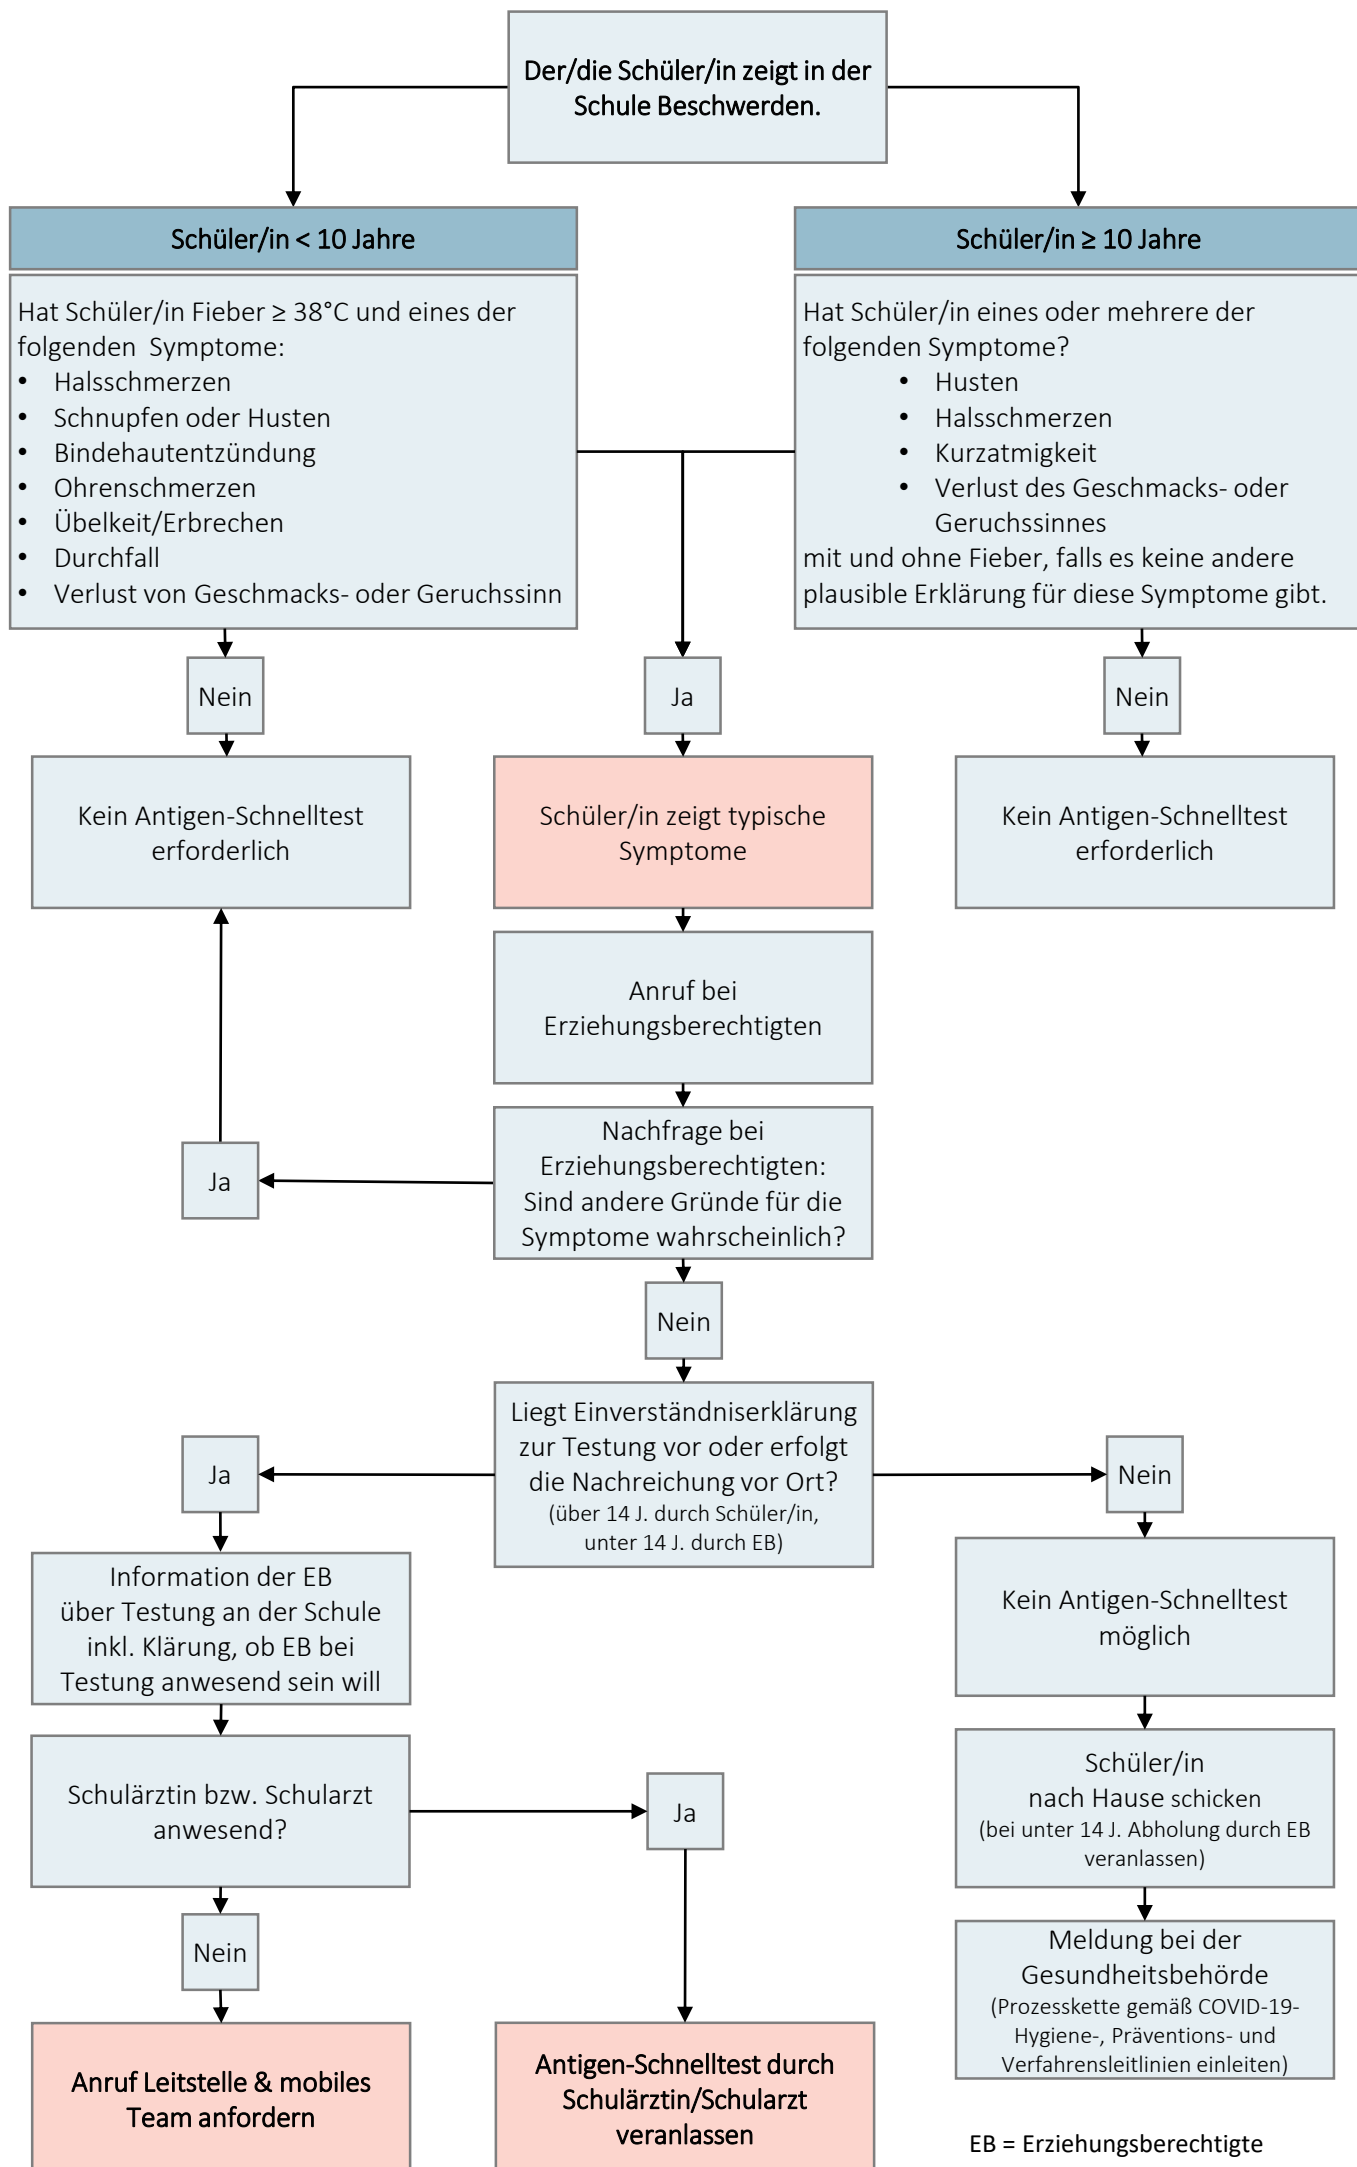 Der/die Schüler/in zeigt in der
Schule Beschwerden.
Schüler/in < 10 Jahre
Hat Schüler/in Fieber ≥ 38°C und eines der
folgenden Symptome:
• Halsschmerzen
• Schnupfen oder Husten
• Bindehautentzündung
• Ohrenschmerzen
• Übelkeit/Erbrechen
• Durchfall
• Verlust von Geschmacks- oder Geruchssinn
Schüler/in ≥ 10 Jahre
Hat Schüler/in eines oder mehrere der
folgenden Symptome?
• Husten
• Halsschmerzen
• Kurzatmigkeit
• Verlust des Geschmacks- oder
Geruchssinnes
mit und ohne Fieber, falls es keine andere
plausible Erklärung für diese Symptome gibt.
Nein
Ja
Nein
Kein Antigen-Schnelltest
erforderlich
Schüler/in zeigt typische
Symptome
Kein Antigen-Schnelltest
erforderlich
Anruf bei
Erziehungsberechtigten
Nachfrage bei
Erziehungsberechtigten:
Sind andere Gründe für die
Symptome wahrscheinlich?
Ja
Nein
Liegt Einverständniserklärung
zur Testung vor oder erfolgt
die Nachreichung vor Ort?
(über 14 J. durch Schüler/in,
unter 14 J. durch EB)
Ja
Nein
Information der EB
über Testung an der Schule
inkl. Klärung, ob EB bei
Testung anwesend sein will
Kein Antigen-Schnelltest
möglich
Schulärztin bzw. Schularzt
anwesend?
Ja
Schüler/in
nach Hause schicken
(bei unter 14 J. Abholung durch EB
veranlassen)
Nein
Meldung bei der
Gesundheitsbehörde
(Prozesskette gemäß COVID-19-
Hygiene-, Präventions- und
Verfahrensleitlinien einleiten)
Anruf Leitstelle & mobiles
Team anfordern
Antigen-Schnelltest durch
Schulärztin/Schularzt
veranlassen
EB = Erziehungsberechtigte